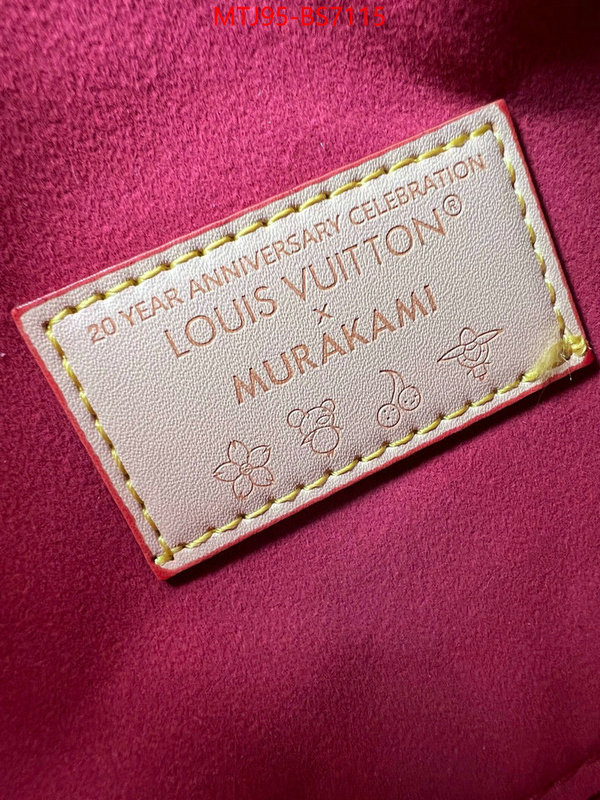 MTJ95-BS7115
20 YEAR ANNIVERSARY CELEBRATION
LOUIS VUITTON®
×
MURAKAMI